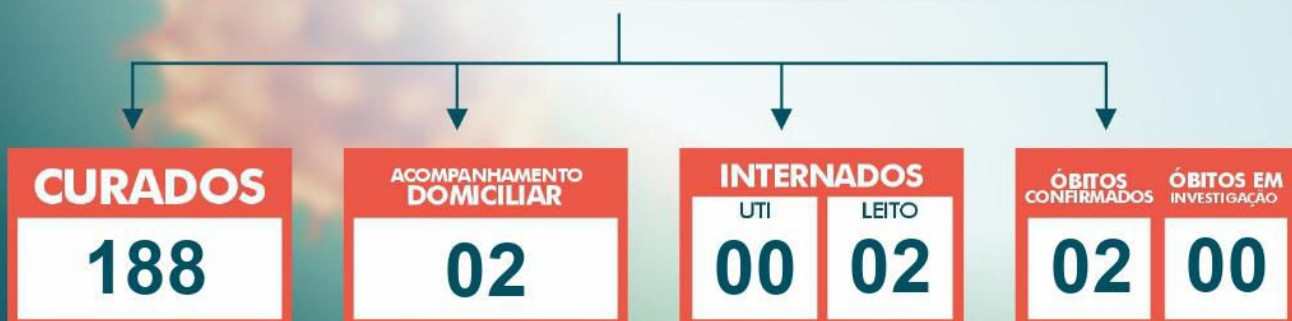 CURADOS
188
ACOMPANHAMENTO
DOMICILIAR
02
INTERNADOS
UTI
00
LEITO
02
ÓBITOS
CONFIRMADOS
02
ÓBITOS EM
INVESTIGAÇÃO
00